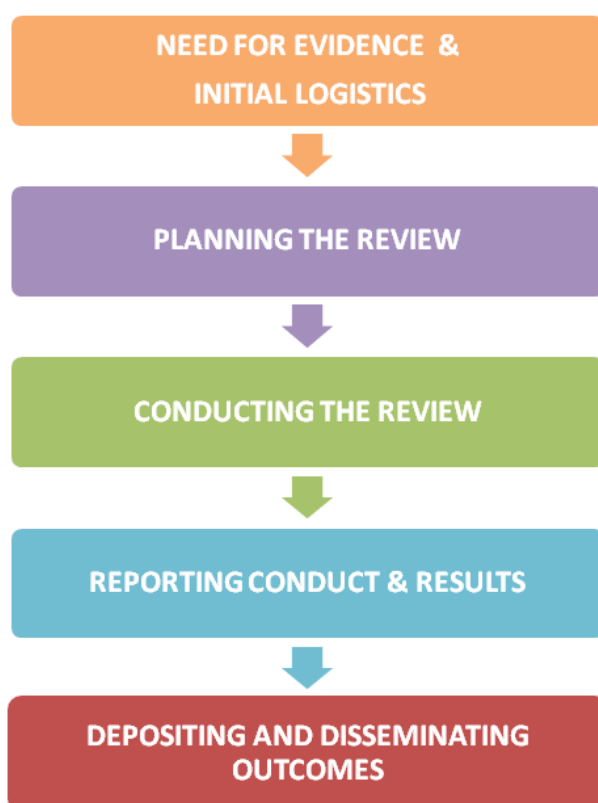 NEED FOR EVIDENCE &
INITIAL LOGISTICS
PLANNING THE REVIEW
CONDUCTING THE REVIEW
REPORTING CONDUCT & RESULTS
DEPOSITING AND DISSEMINATING
OUTCOMES